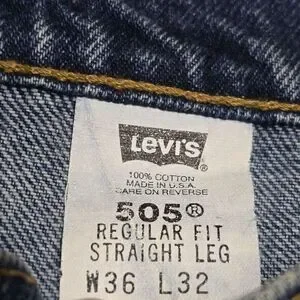 LEVI'S
100% COTTON
MADE IN U.S.A.
CARE ON REVERSE
505®
REGULAR FIT
STRAIGHT LEG
W36 L32